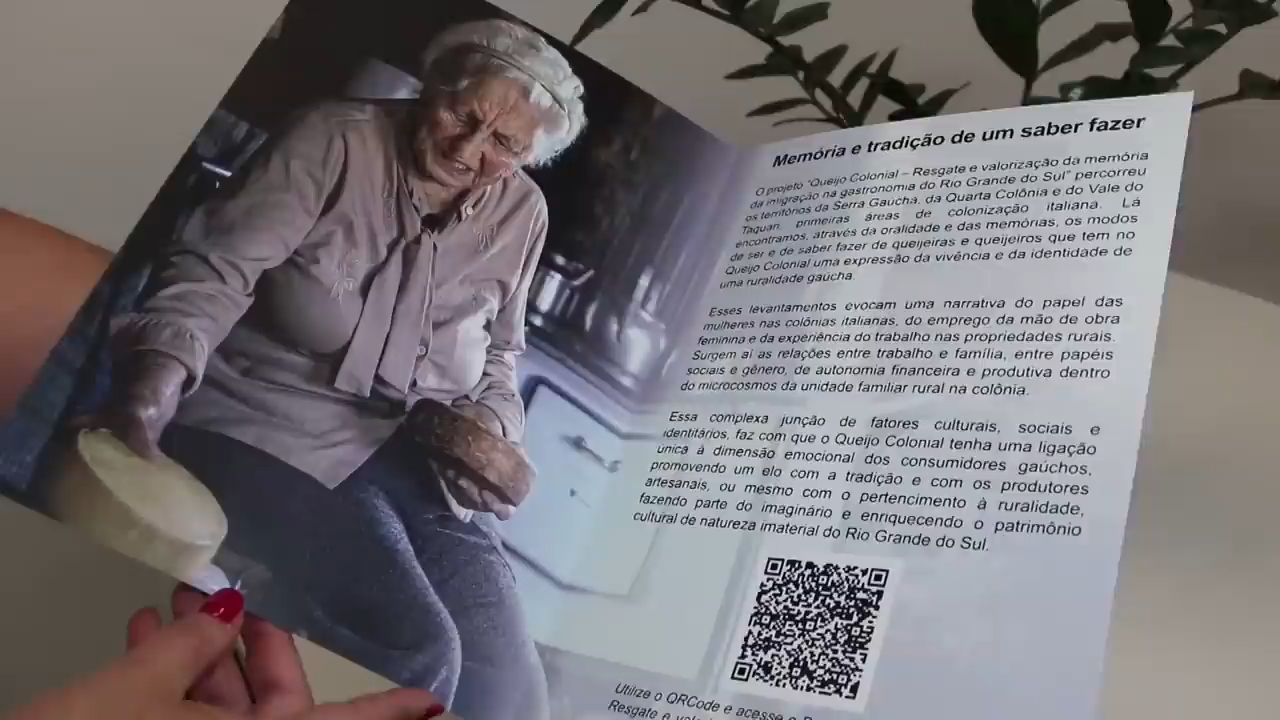 Memória e tradição de um saber fazer
O projeto "Queijo Colonial – Resgate e valorização da memória
da imigração na gastronomia do Rio Grande do Sul" percorreu
os territórios da Serra Gaúcha, da Quarta Colônia e do Vale do
Taquari, primeiras áreas de colonização italiana. Lá
encontramos, através da oralidade e das memórias, os modos
de ser e de saber fazer de queijeiras e queijeiros que tem no
Queijo Colonial uma expressão da vivência e da identidade de
uma ruralidade gaúcha.
Esses levantamentos evocam uma narrativa do papel das
mulheres nas colônias italianas, do emprego da mão de obra
feminina e da experiência do trabalho nas propriedades rurais.
Surgem aí as relações entre trabalho e família, entre papéis
sociais e gênero, de autonomia financeira e produtiva dentro
do microcosmos da unidade familiar rural na colônia.
Essa complexa junção de fatores culturais, sociais e
identitários, faz com que o Queijo Colonial tenha uma ligação
única à dimensão emocional dos consumidores gaúchos,
promovendo um elo com a tradição e com os produtores
artesanais, ou mesmo com o pertencimento à ruralidade,
fazendo parte do imaginário e enriquecendo o patrimônio
cultural de natureza imaterial do Rio Grande do Sul.
Utilize o QRCode e acesse o
Resgate e